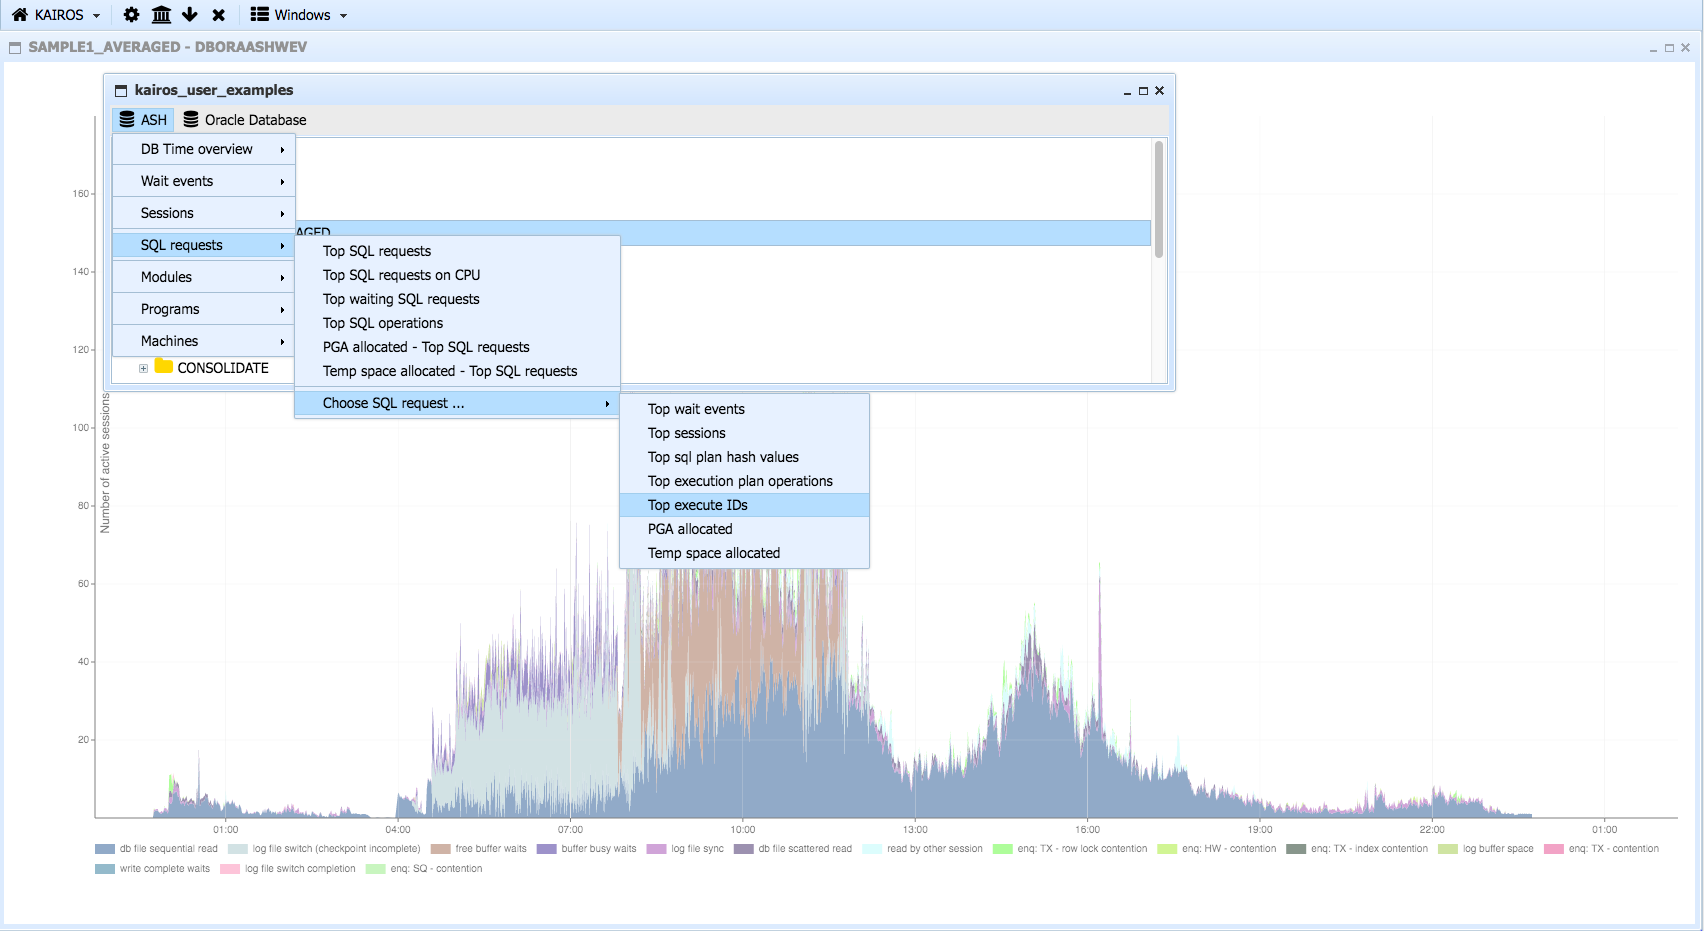 KAIROS Windows
SAMPLE1_AVERAGED - DBORAASHWEV
kairos_user_examples
ASH Oracle Database
DB Time overview
Wait events
Sessions
AGED
SQL requests
Modules
Programs
Machines
CONSOLIDATE
Top SQL requests
Top SQL requests on CPU
Top waiting SQL requests
Top SQL operations
PGA allocated - Top SQL requests
Temp space allocated - Top SQL requests
Choose SQL request ...
Top wait events
Top sessions
Top sql plan hash values
Top execution plan operations
Top execute IDs
PGA allocated
Temp space allocated
Number of active sessions
160
140
120
100
80
60
40
20
01:00 04:00 07:00 10:00 13:00 16:00 19:00 22:00 01:00
db file sequential read log file switch (checkpoint incomplete) free buffer waits buffer busy waits log file sync db file scattered read read by other session enq: TX - row lock contention enq: HW - contention enq: TX - index contention log buffer space enq: TX - contention
write complete waits log file switch completion enq: SQ - contention